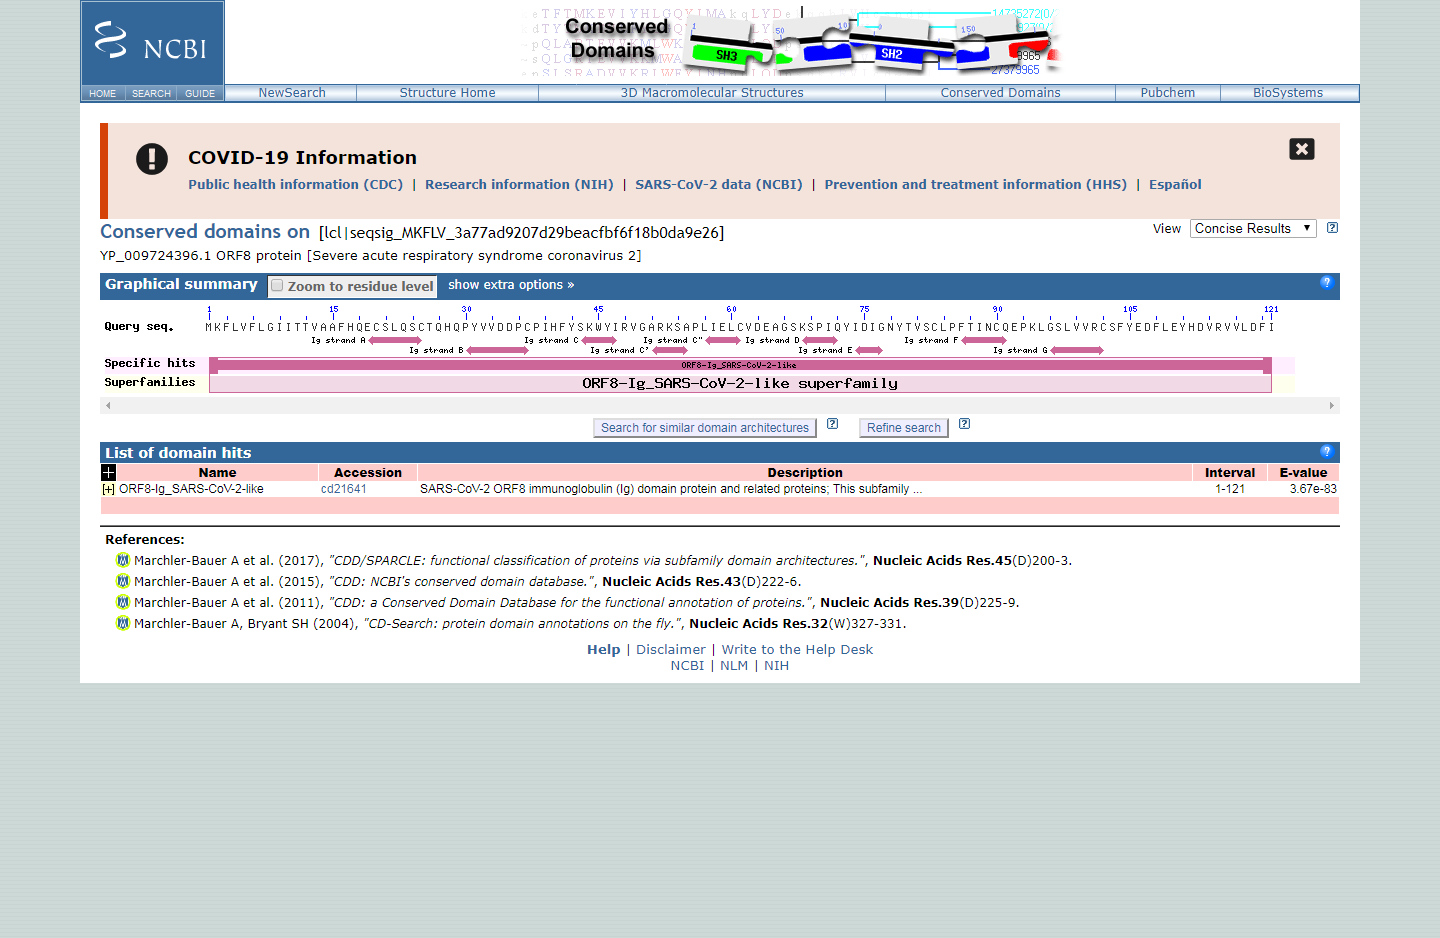 NCBI
Conserved
Domains
SH3
SH2
HOME SEARCH GUIDE NewSearch Structure Home 3D Macromolecular Structures Conserved Domains Pubchem BioSystems
COVID-19 Information
Public health information (CDC) | Research information (NIH) | SARS-CoV-2 data (NCBI) | Prevention and treatment information (HHS) | Español
Conserved domains on [lcl|seqsig_MKFLV_3a77ad9207d29beacfbf6f18b0da9e26] View Concise Results
YP_009724396.1 ORF8 protein [Severe acute respiratory syndrome coronavirus 2]
Graphical summary Zoom to residue level show extra options »
1 15 30 45 60 75 90 105 121
Query seq. MKFLVFLGIITTVAAFHQECSLQSCTQHQPYVVDDPCPIHFYSKWYIRVGARKSAPLIELCVDEAGSKSPIQYIDIGNYTVSCLPFTINCQEPKLGSLVVRCSFYEDFLEYHDVRVVLDFI
Ig strand A Ig strand C Ig strand C" Ig strand D Ig strand F
Ig strand B Ig strand C' Ig strand E Ig strand G
Specific hits ORF8-Ig_SARS-CoV-2-like
Superfamilies ORF8-Ig_SARS-CoV-2-like superfamily
Search for similar domain architectures ? Refine search ?
List of domain hits
Name Accession Description Interval E-value
[+] ORF8-Ig_SARS-CoV-2-like cd21641 SARS-CoV-2 ORF8 immunoglobulin (Ig) domain protein and related proteins; This subfamily ... 1-121 3.67e-83
References:
Marchler-Bauer A et al. (2017), "CDD/SPARCLE: functional classification of proteins via subfamily domain architectures.", Nucleic Acids Res.45(D)200-3.
Marchler-Bauer A et al. (2015), "CDD: NCBI's conserved domain database.", Nucleic Acids Res.43(D)222-6.
Marchler-Bauer A et al. (2011), "CDD: a Conserved Domain Database for the functional annotation of proteins.", Nucleic Acids Res.39(D)225-9.
Marchler-Bauer A, Bryant SH (2004), "CD-Search: protein domain annotations on the fly.", Nucleic Acids Res.32(W)327-331.
Help | Disclaimer | Write to the Help Desk
NCBI | NLM | NIH